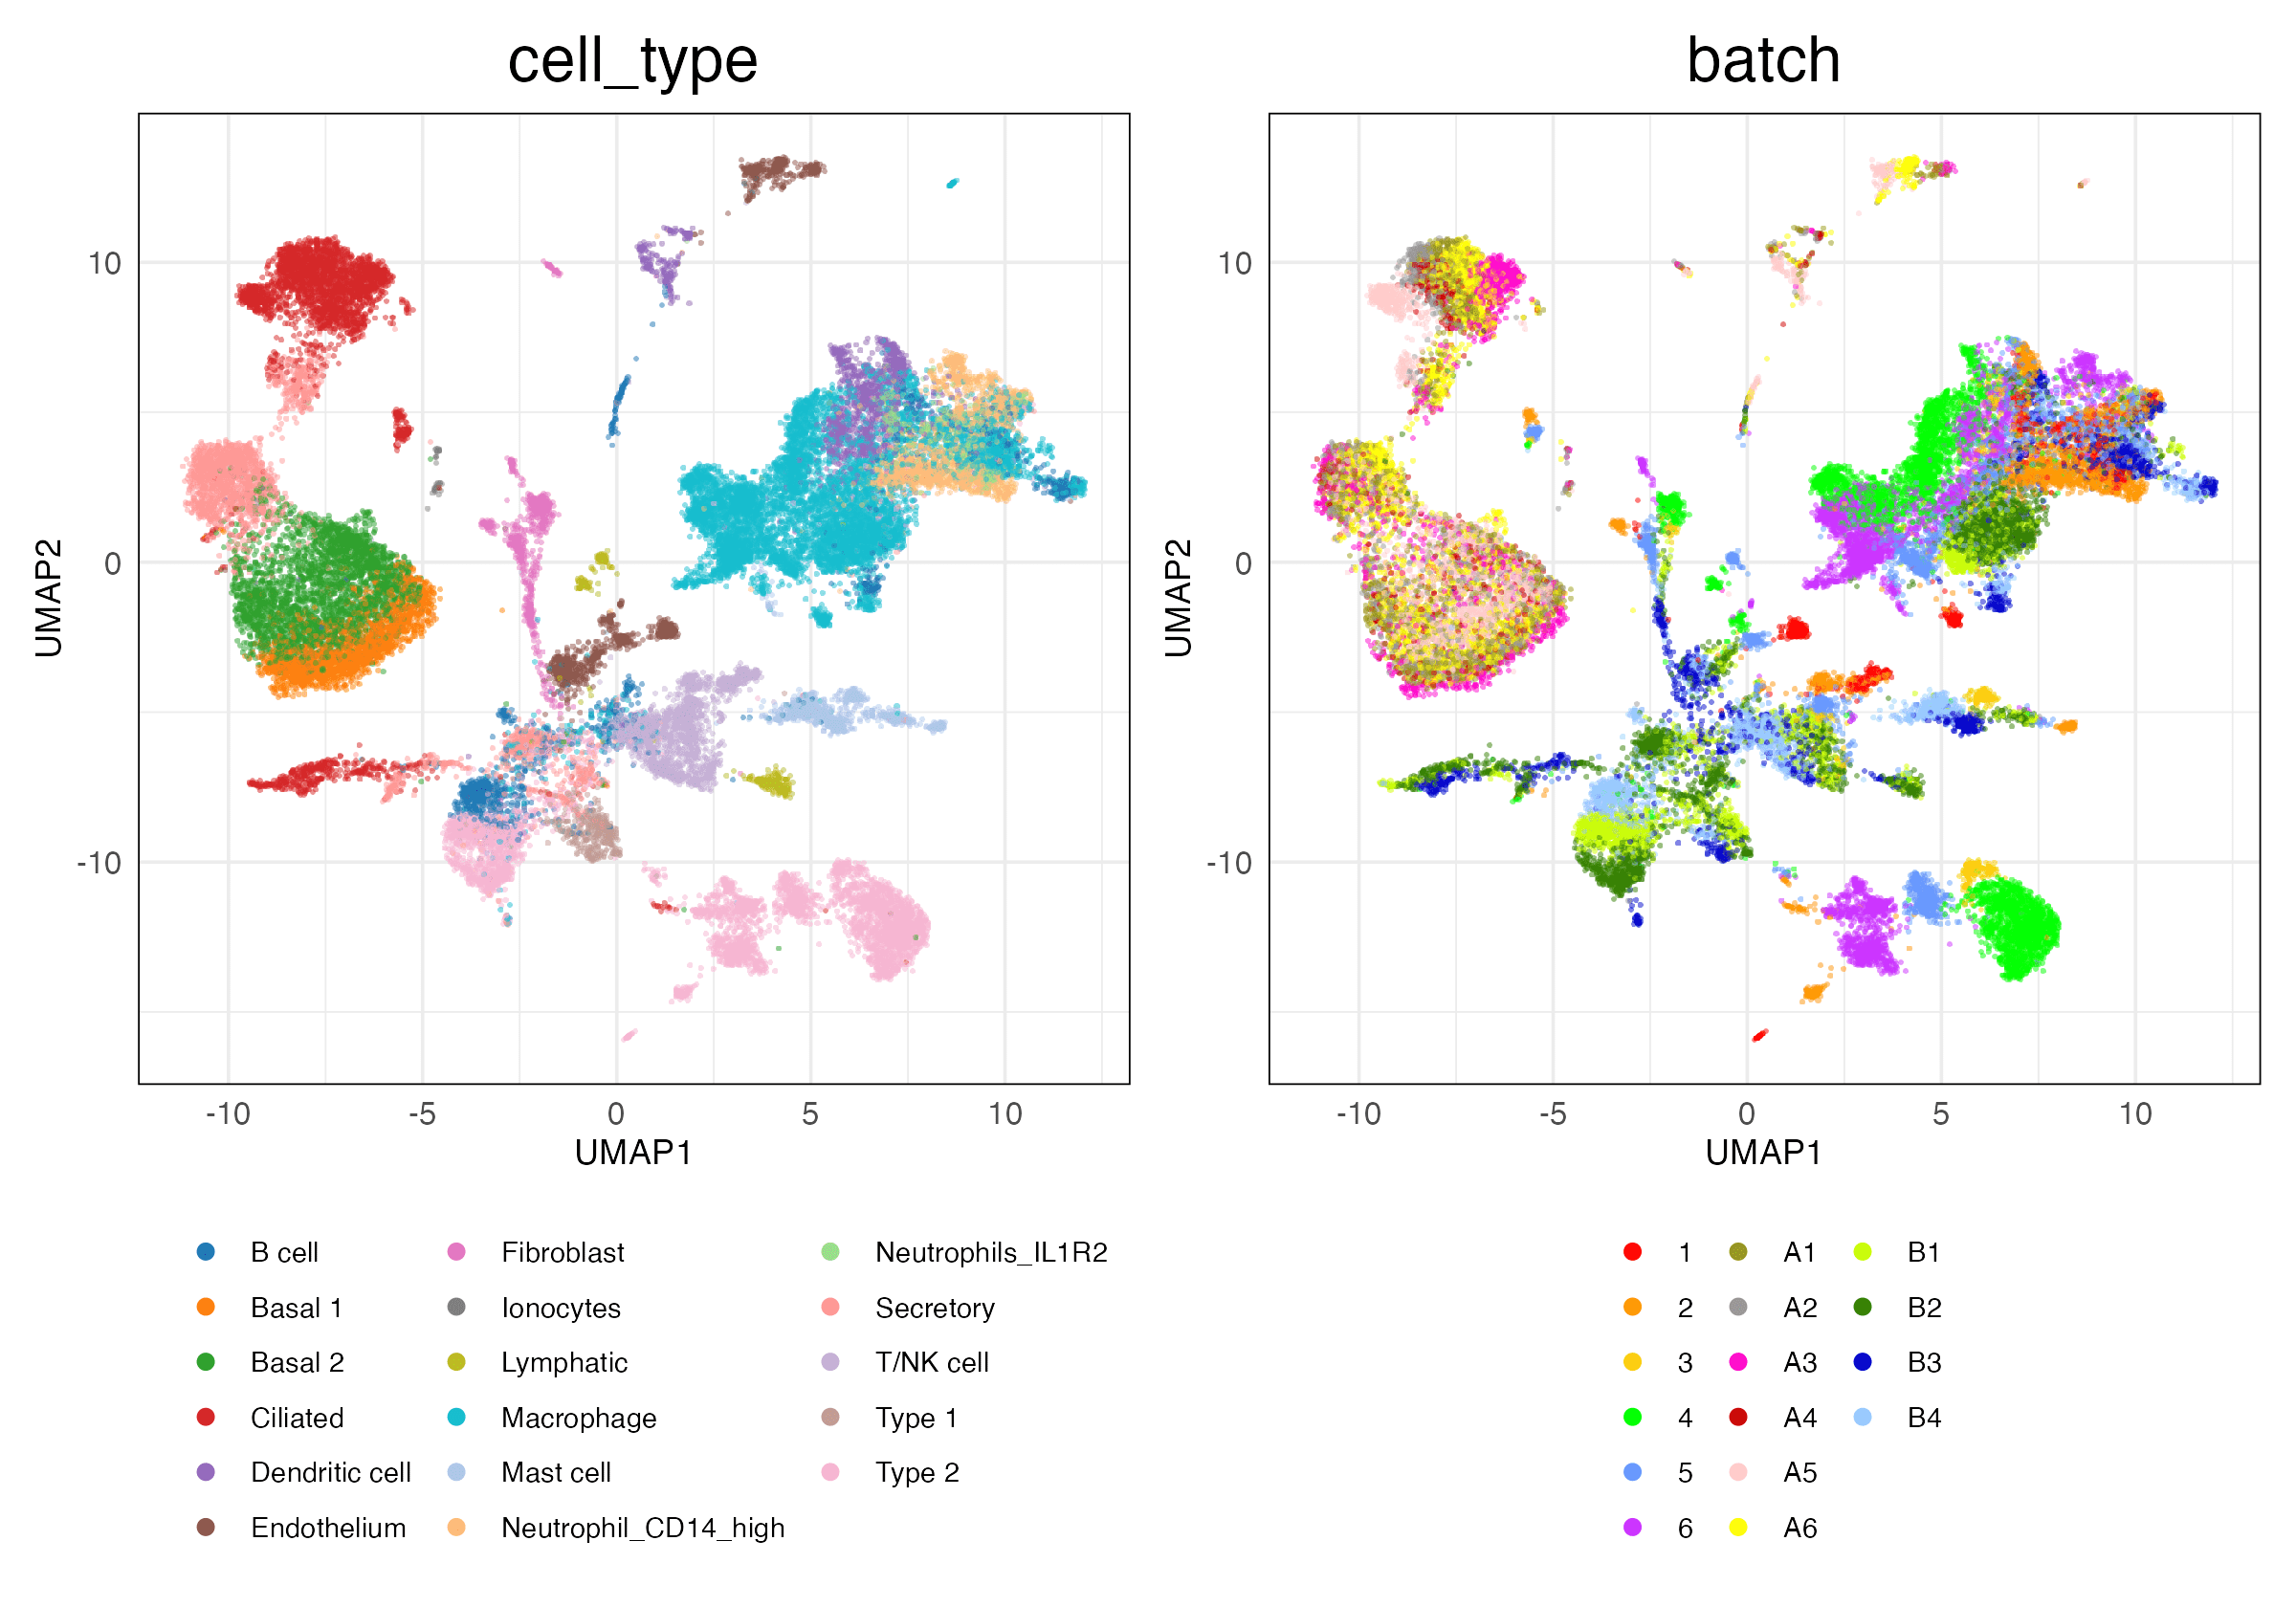 cell_type
batch
10
0
-10
UMAP2
-10 -5 0 5 10
UMAP1
10
0
-10
UMAP2
-10 -5 0 5 10
UMAP1
B cell Fibroblast Neutrophils_IL1R2
Basal 1 Ionocytes Secretory
Basal 2 Lymphatic T/NK cell
Ciliated Macrophage Type 1
Dendritic cell Mast cell Type 2
Endothelium Neutrophil_CD14_high
1 A1 B1
2 A2 B2
3 A3 B3
4 A4 B4
5 A5
6 A6